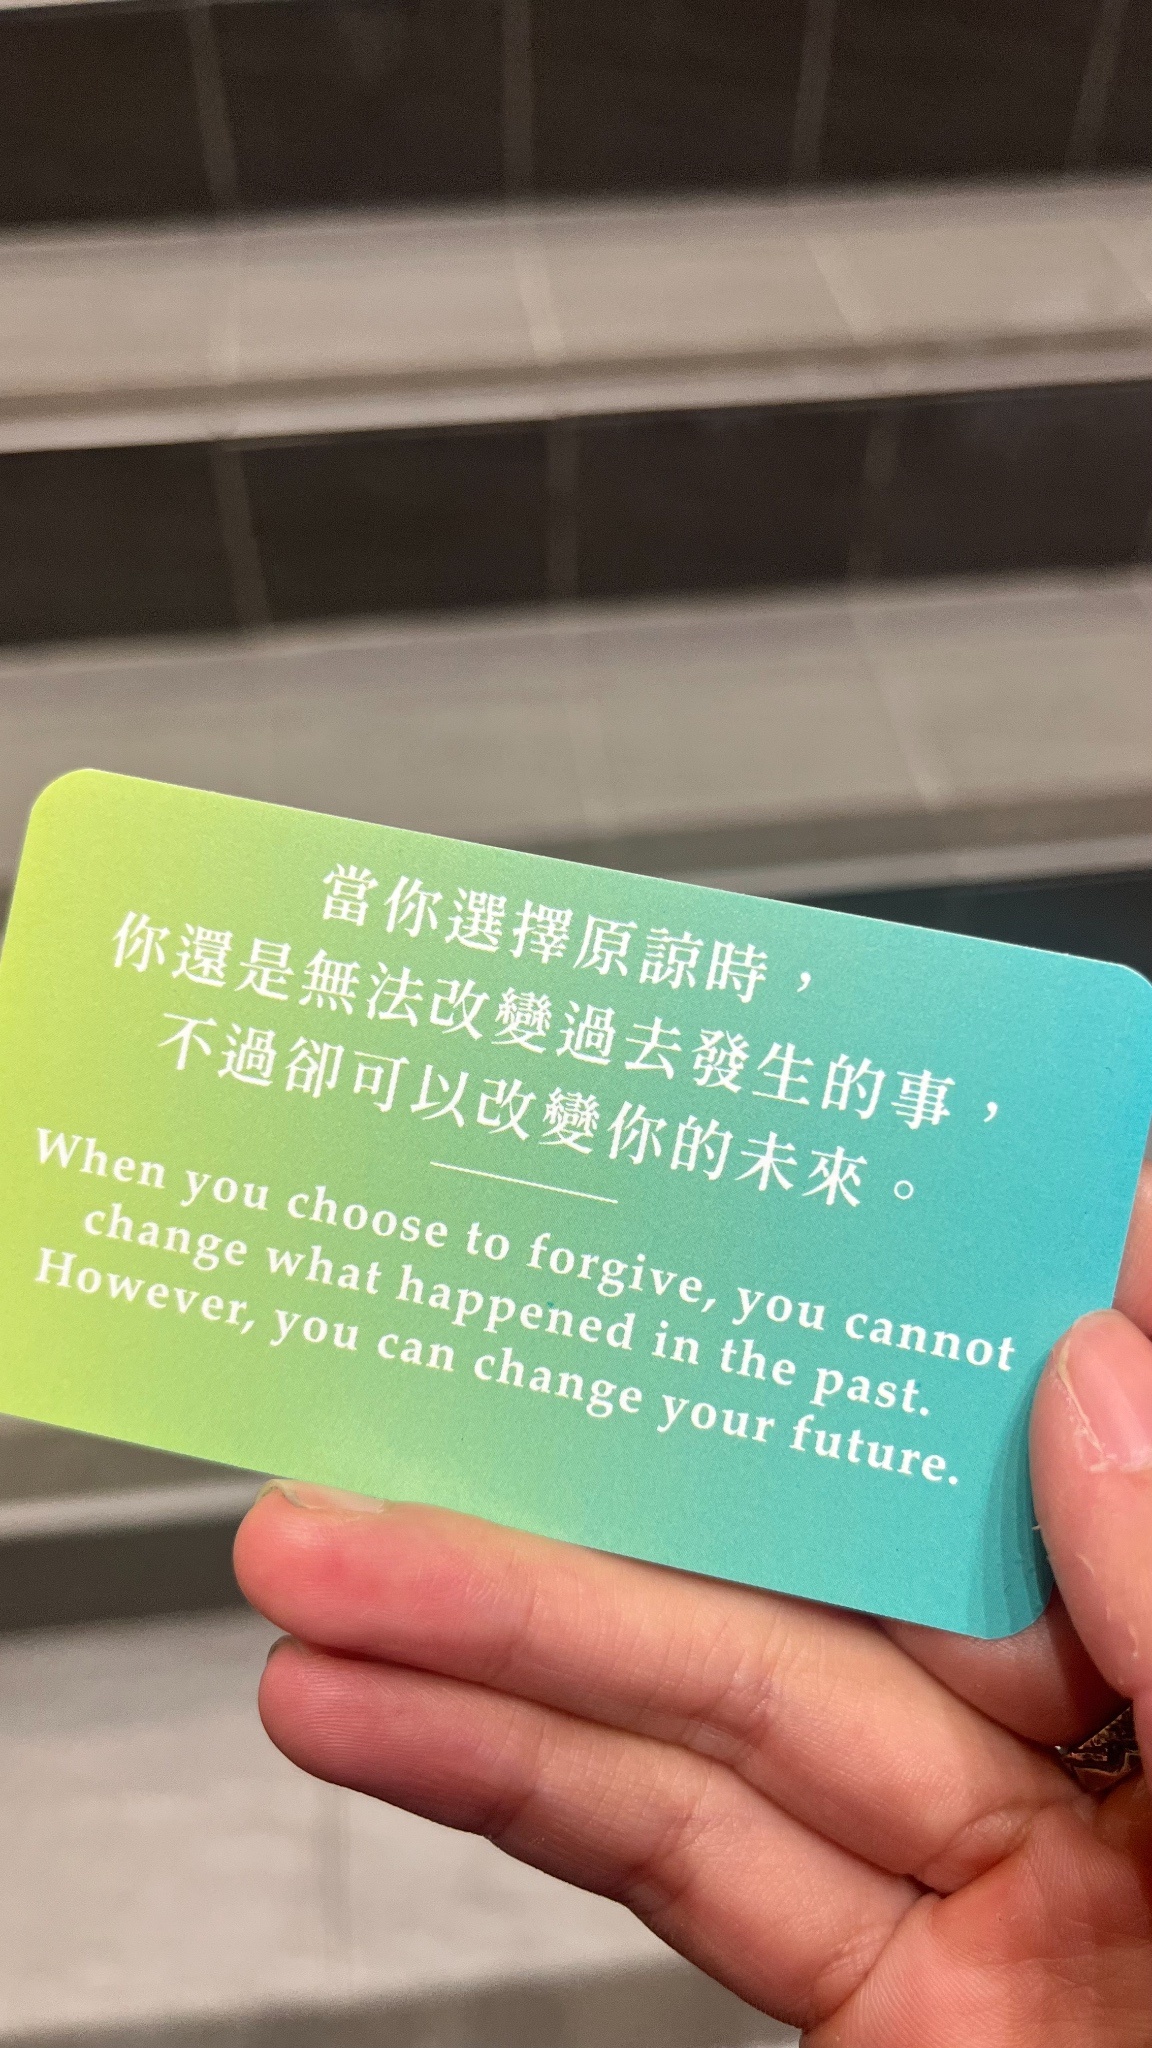 當你選擇原諒時，
你還是無法改變過去發生的事，
不過卻可以改變你的未來。
When you choose to forgive, you cannot
change what happened in the past.
However, you can change your future.